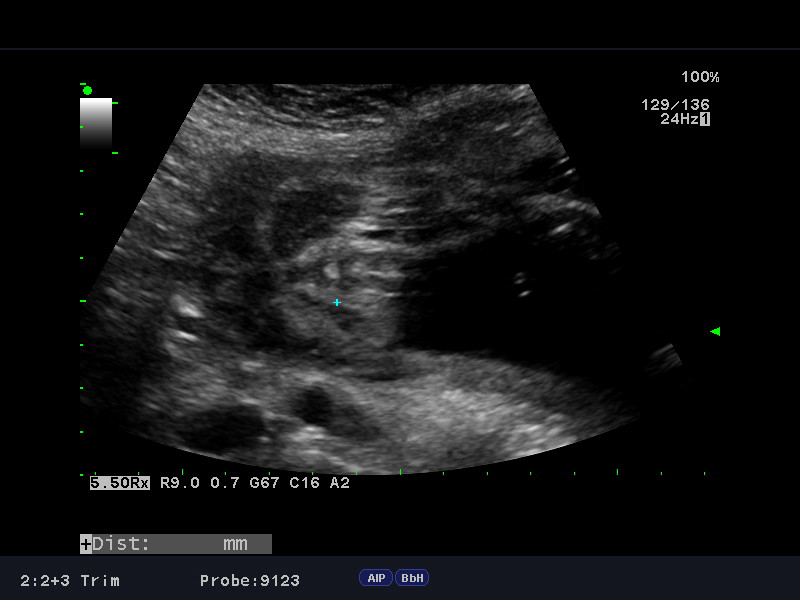 100%
129/136
24Hz1
5.50Rx R9.0 0.7 G67 C16 A2
+Dist: mm
2:2+3 Trim Probe:9123 AIP BbH